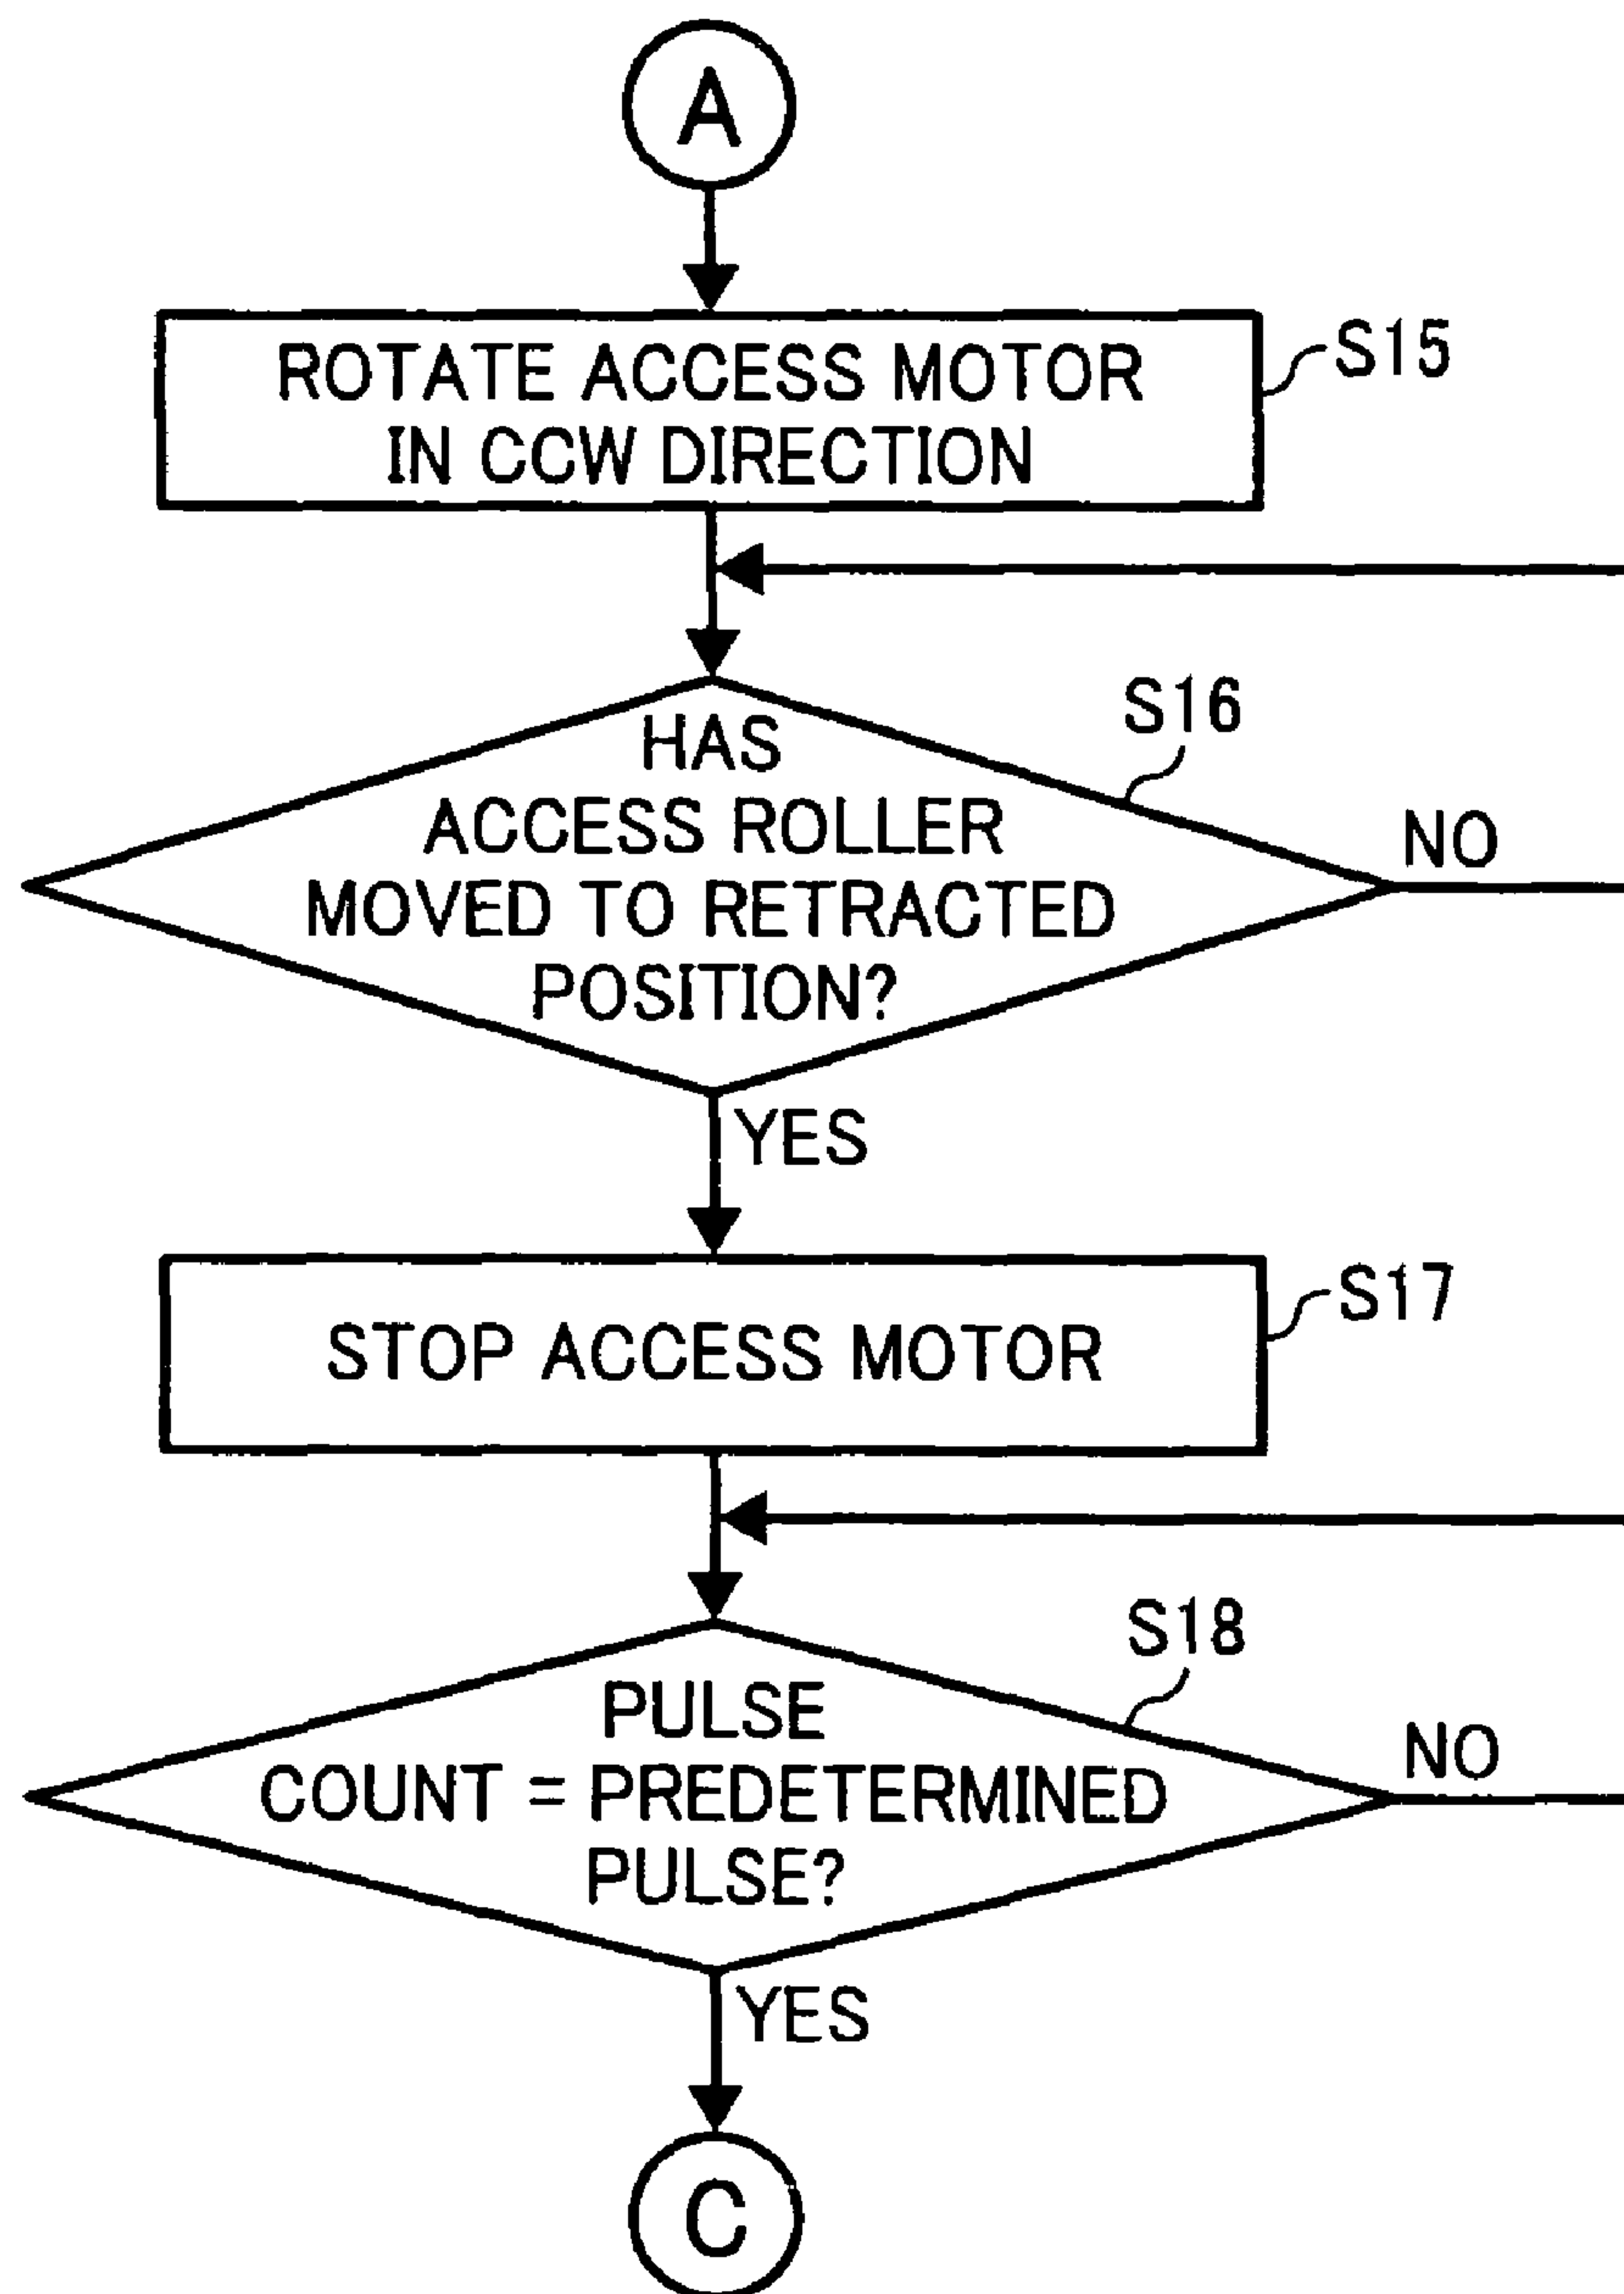 A
ROTATE ACCESS MOTOR
IN CCW DIRECTION
S15
HAS
ACCESS ROLLER
MOVED TO RETRACTED
POSITION?
S16
NO
YES
STOP ACCESS MOTOR
S17
PULSE
COUNT = PREDETERMINED
PULSE?
S18
NO
YES
C